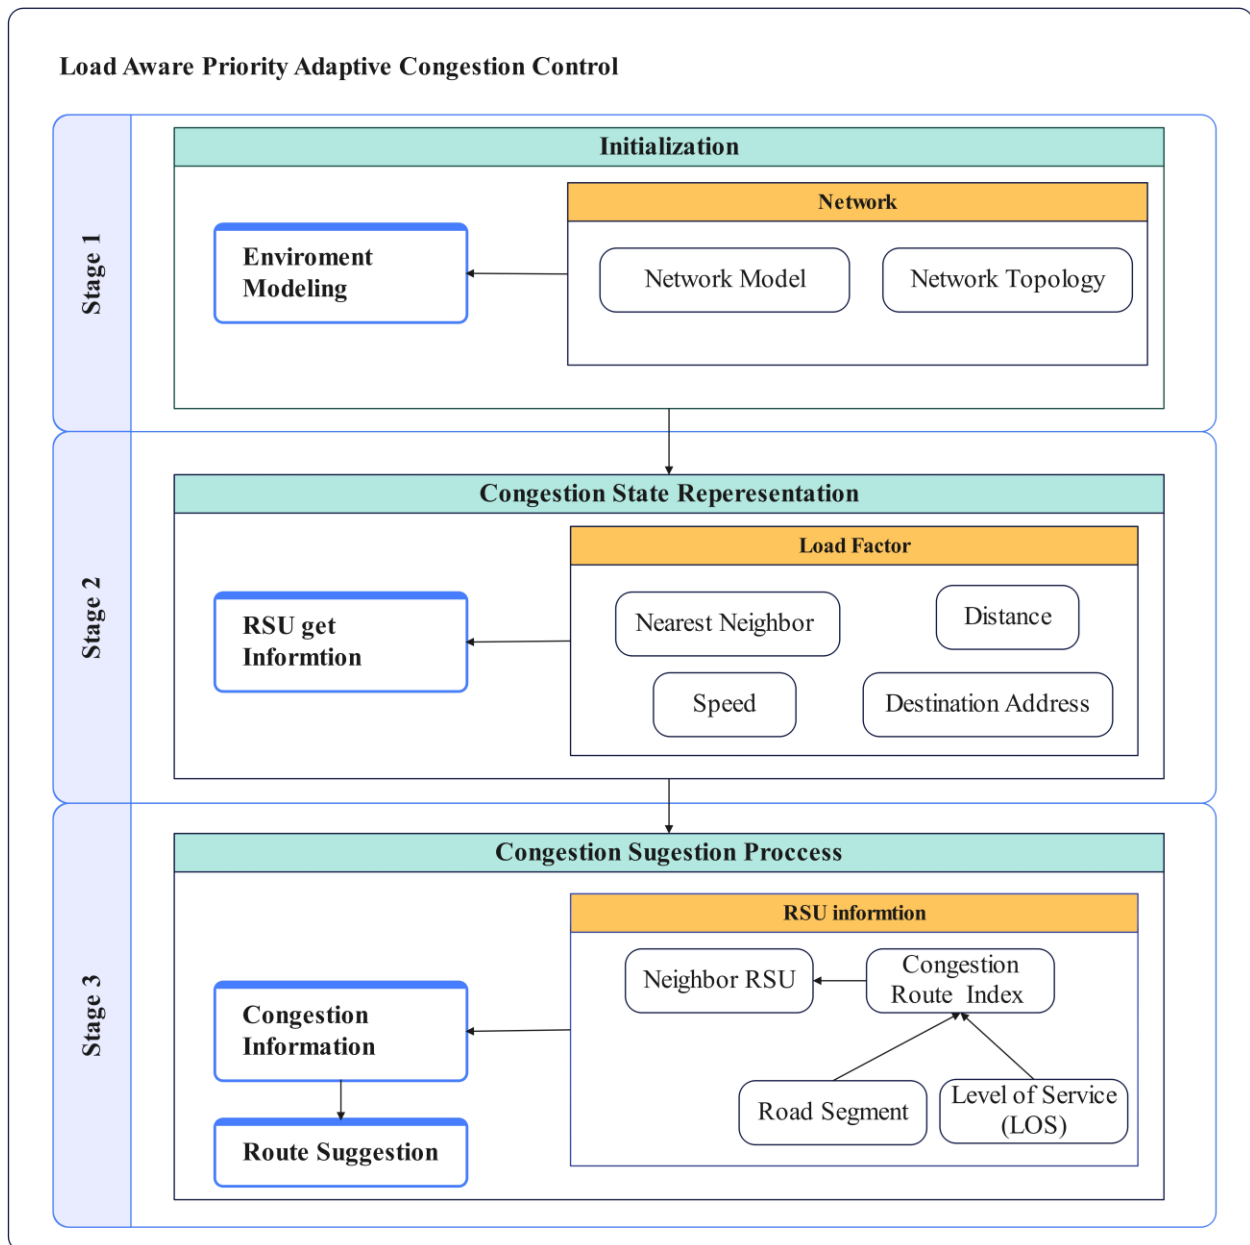 Load Aware Priority Adaptive Congestion Control
Stage 1
Initialization
Network
Enviroment
Modeling
Network Model
Network Topology
Stage 2
Congestion State Reperesentation
Load Factor
RSU get
Informtion
Nearest Neighbor
Distance
Speed
Destination Address
Stage 3
Congestion Sugestion Proccess
RSU informtion
Neighbor RSU
Congestion
Route Index
Congestion
Information
Road Segment
Level of Service
(LOS)
Route Suggestion